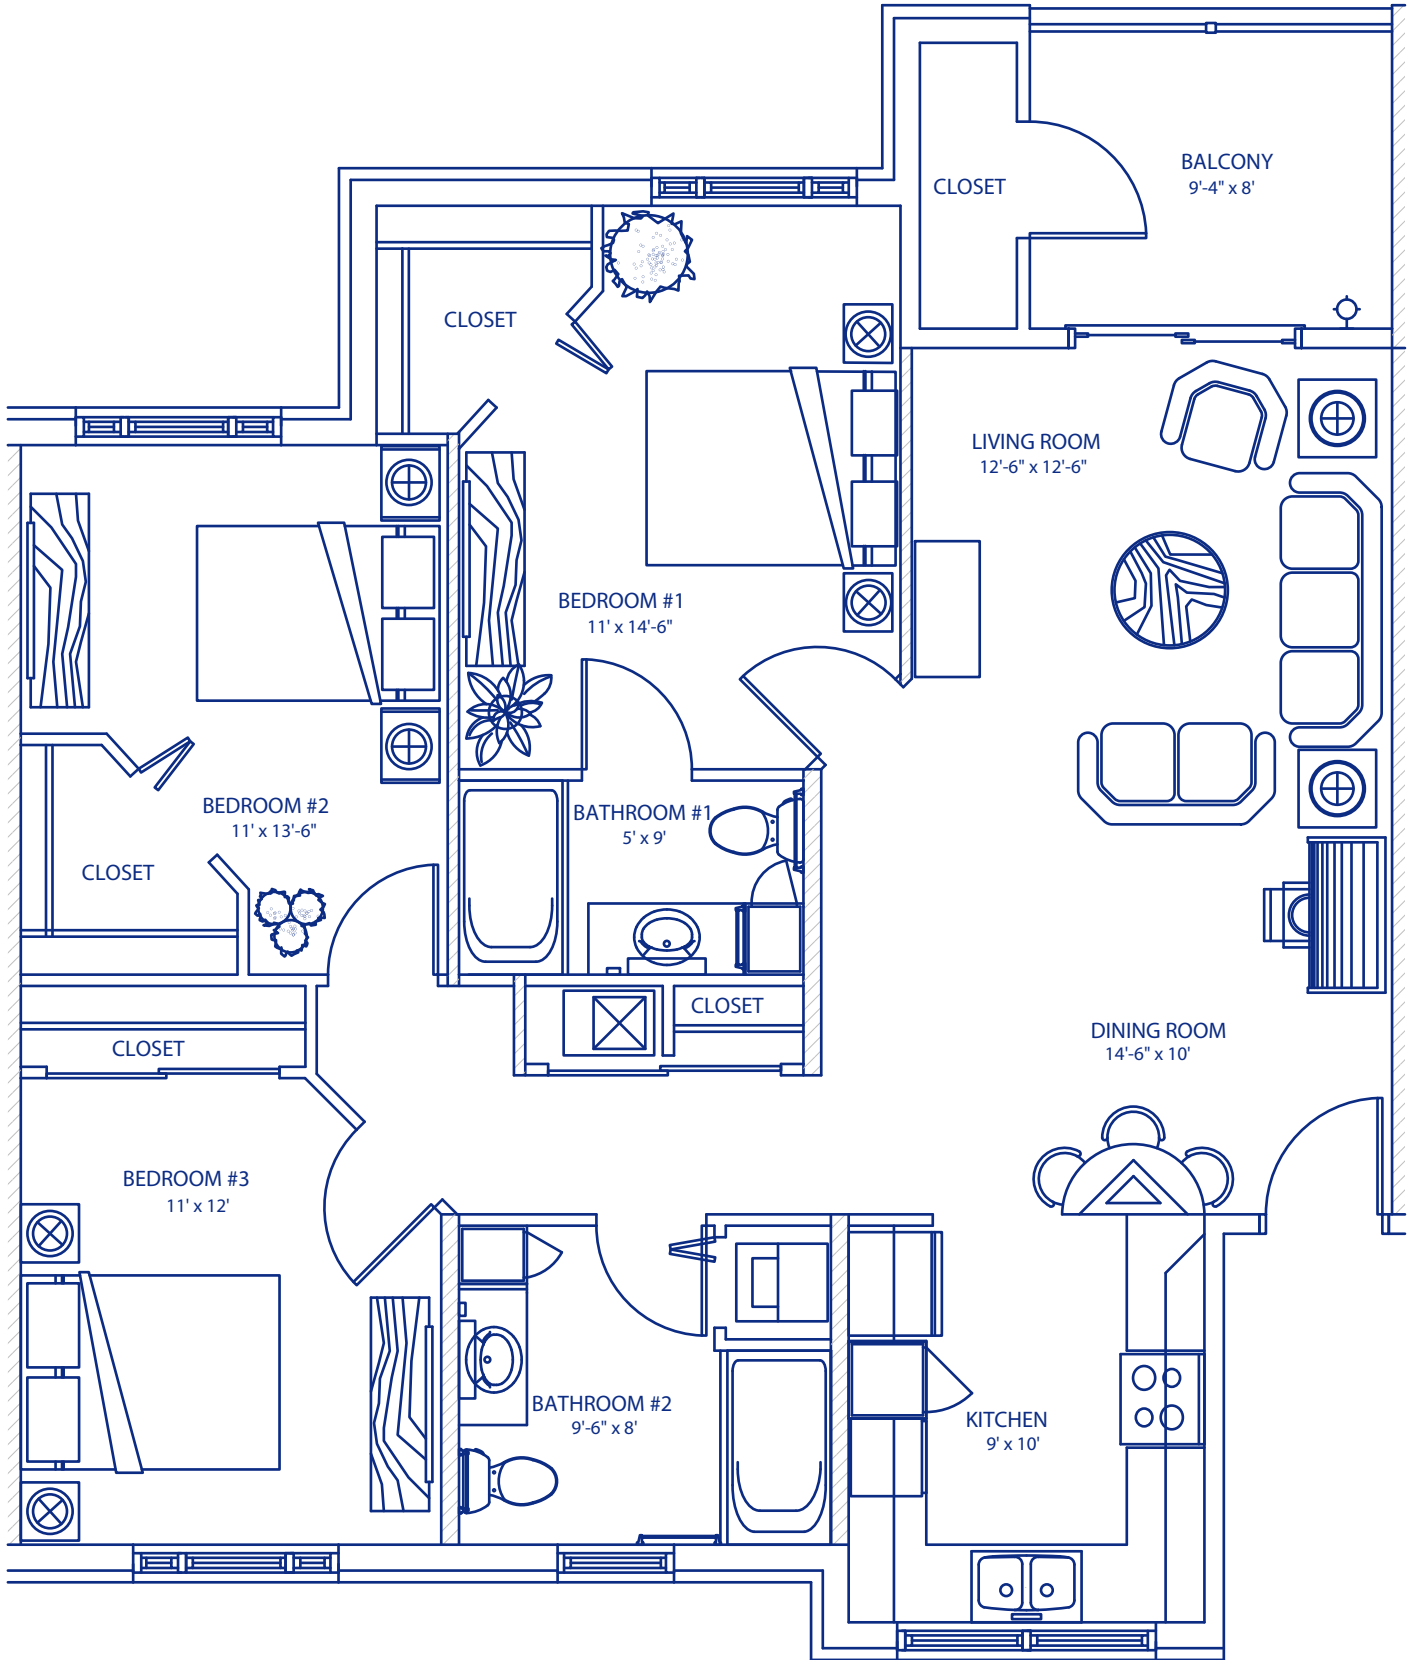 BALCONY
9'-4" x 8'
CLOSET
CLOSET
LIVING ROOM
12'-6" x 12'-6"
BEDROOM #1
11' x 14'-6"
BEDROOM #2
11' x 13'-6"
BATHROOM #1
5' x 9'
CLOSET
CLOSET
DINING ROOM
14'-6" x 10'
CLOSET
BEDROOM #3
11' x 12'
BATHROOM #2
9'-6" x 8'
KITCHEN
9' x 10'